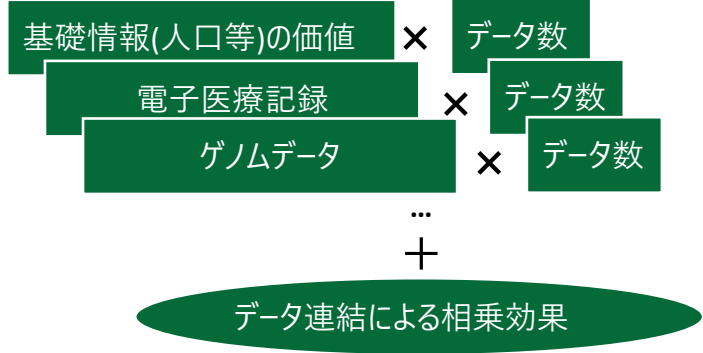 基礎情報(人口等)の価値 × データ数
電子医療記録 × データ数
ゲノムデータ × データ数
...
＋
データ連結による相乗効果